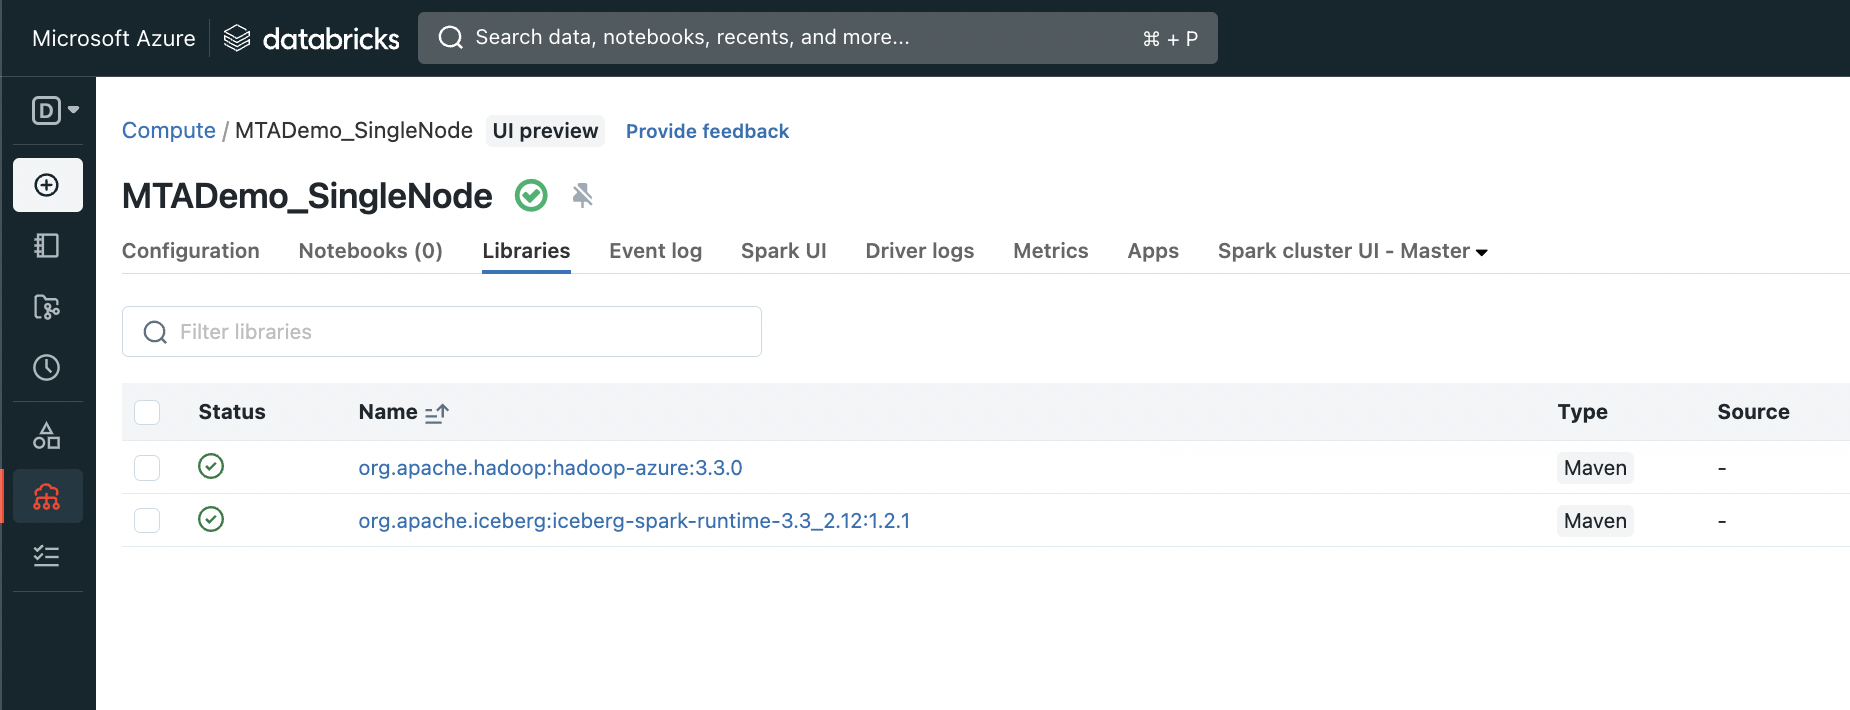 Microsoft Azure databricks Search data, notebooks, recents, and more... ⌘ + P
D
Compute / MTADemo_SingleNode UI preview Provide feedback
MTADemo_SingleNode
Configuration Notebooks (0) Libraries Event log Spark UI Driver logs Metrics Apps Spark cluster UI - Master
Filter libraries
Status Name Type Source
org.apache.hadoop:hadoop-azure:3.3.0 Maven -
org.apache.iceberg:iceberg-spark-runtime-3.3_2.12:1.2.1 Maven -